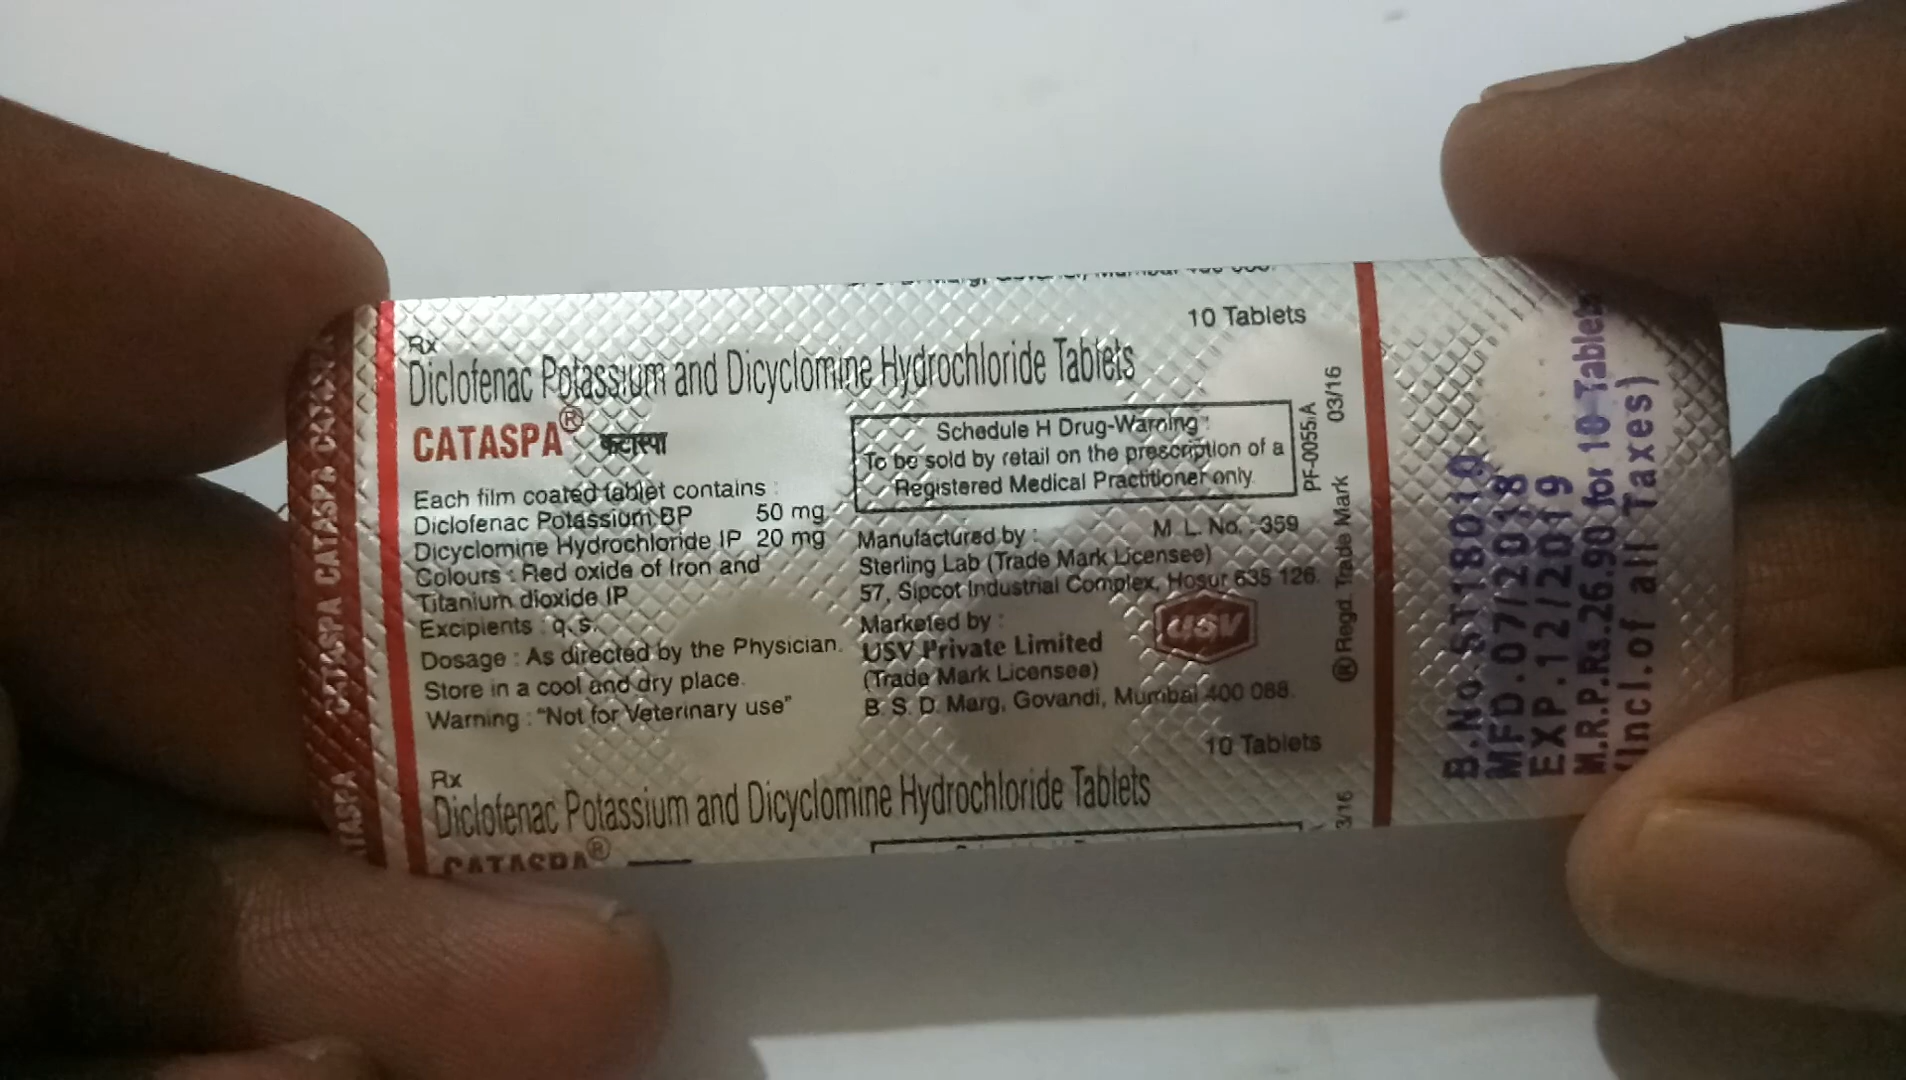 10 Tablets
Rx
Diclofenac Potassium and Dicyclomine Hydrochloride Tablets
CATASPA® कटास्पा
Each film coated tablet contains :
Diclofenac Potassium BP 50 mg
Dicyclomine Hydrochloride IP 20 mg
Colours : Red oxide of Iron and
Titanium dioxide IP
Excipients : q.s.
Dosage : As directed by the Physician.
Store in a cool and dry place.
Warning : "Not for Veterinary use"
Schedule H Drug-Warning :
To be sold by retail on the prescription of a
Registered Medical Practitioner only.
Manufactured by : M L. No. : 359
Sterling Lab (Trade Mark Licensee)
57, Sipcot Industrial Complex, Hosur 635 126.
Marketed by :
USV Private Limited
(Trade Mark Licensee)
B. S. D. Marg, Govandi, Mumbai 400 088.
USV
PF-0055/A
® Regd. Trade Mark 03/16
10 Tablets
Rx
Diclofenac Potassium and Dicyclomine Hydrochloride Tablets
CATASPA®
3/16
CATASPA CATASPA CATASPA
B.No.ST18010
MFD.07/2018
EXP.12/2019
M.R.P.Rs.26.90 for 10 Tablets
(Incl.of all Taxes)